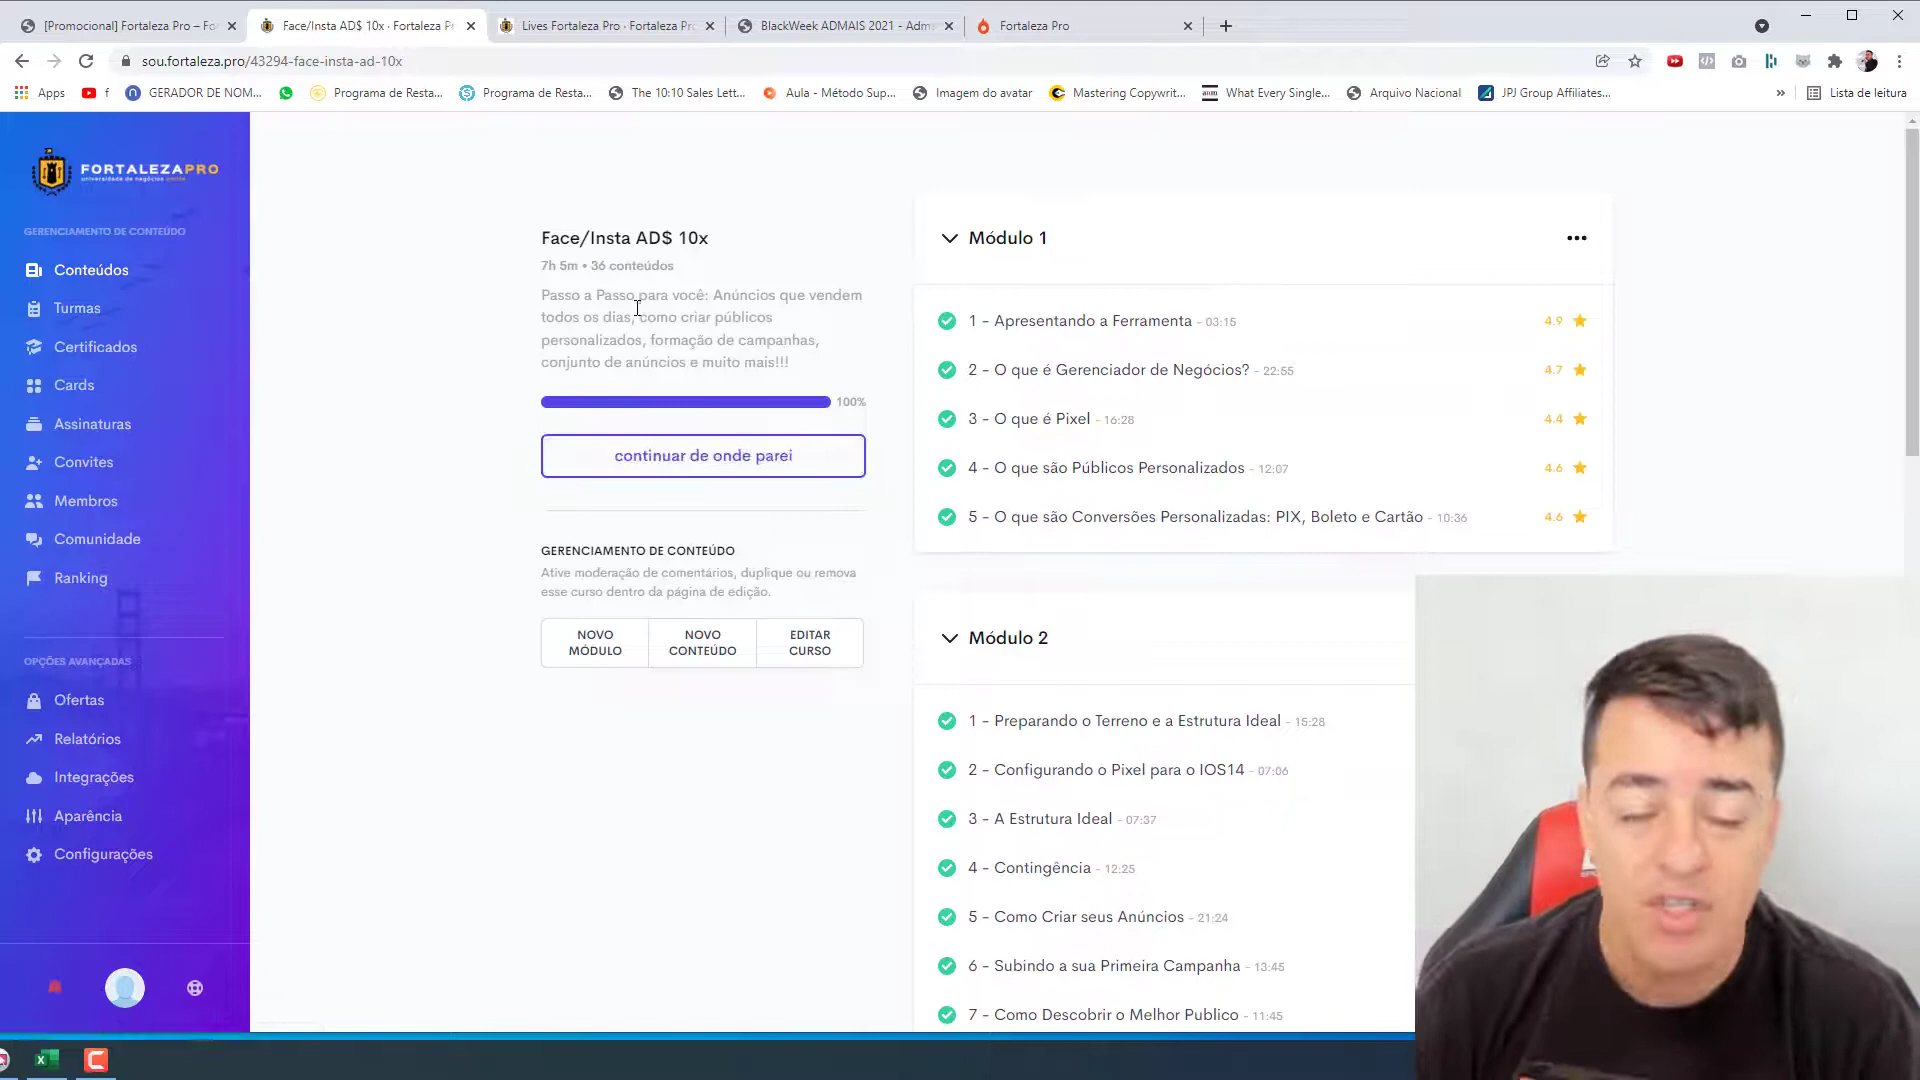 [Promocional] Fortaleza Pro – Fo
Face/Insta AD$ 10x · Fortaleza Pr
Lives Fortaleza Pro · Fortaleza Pr
BlackWeek ADMAIS 2021 - Adm
Fortaleza Pro
sou.fortaleza.pro/43294-face-insta-ad-10x
Apps
GERADOR DE NOM...
Programa de Resta...
Programa de Resta...
The 10:10 Sales Lett...
Aula - Método Sup...
Imagem do avatar
Mastering Copywrit...
What Every Single...
Arquivo Nacional
JPJ Group Affiliates...
Lista de leitura
FORTALEZAPRO
GERENCIAMENTO DE CONTEÚDO
Conteúdos
Turmas
Certificados
Cards
Assinaturas
Convites
Membros
Comunidade
Ranking
OPÇÕES AVANÇADAS
Ofertas
Relatórios
Integrações
Aparência
Configurações
Face/Insta AD$ 10x
7h 5m • 36 conteúdos
Passo a Passo para você: Anúncios que vendem
todos os dias, como criar públicos
personalizados, formação de campanhas,
conjunto de anúncios e muito mais!!!
100%
continuar de onde parei
GERENCIAMENTO DE CONTEÚDO
Ative moderação de comentários, duplique ou remova
esse curso dentro da página de edição.
NOVO
MÓDULO
NOVO
CONTEÚDO
EDITAR
CURSO
Módulo 1
1 - Apresentando a Ferramenta - 03:15
4.9
2 - O que é Gerenciador de Negócios? - 22:55
4.7
3 - O que é Pixel - 16:28
4.4
4 - O que são Públicos Personalizados - 12:07
4.6
5 - O que são Conversões Personalizadas: PIX, Boleto e Cartão - 10:36
4.6
Módulo 2
1 - Preparando o Terreno e a Estrutura Ideal - 15:28
2 - Configurando o Pixel para o IOS14 - 07:06
3 - A Estrutura Ideal - 07:37
4 - Contingência - 12:25
5 - Como Criar seus Anúncios - 21:24
6 - Subindo a sua Primeira Campanha - 13:45
7 - Como Descobrir o Melhor Publico - 11:45